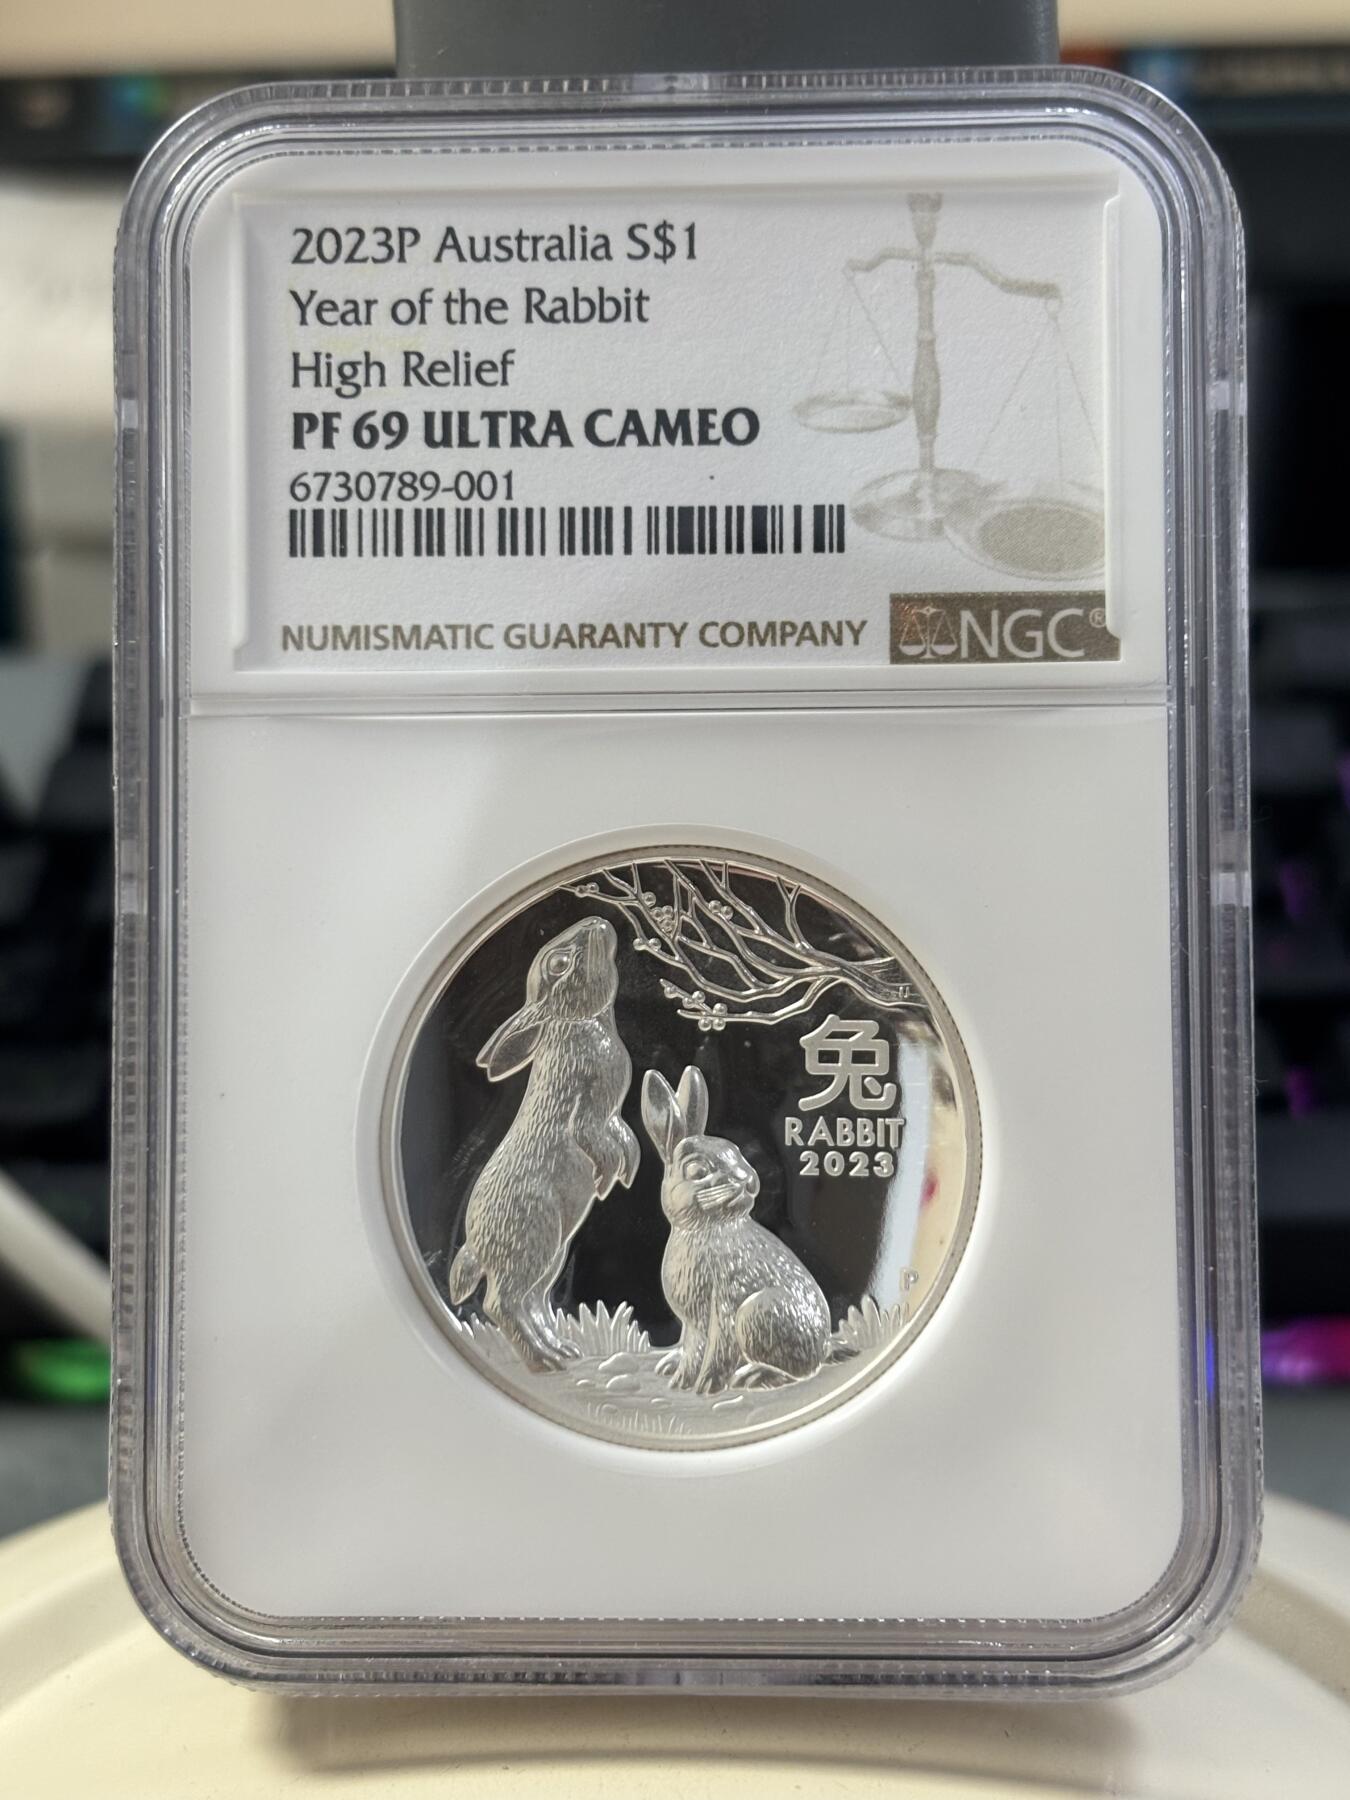 2023P Australia S$1
Year of the Rabbit
High Relief
PF 69 ULTRA CAMEO
6730789-001
NUMISMATIC GUARANTY COMPANY
NGC®
兔
RABBIT
2023
P